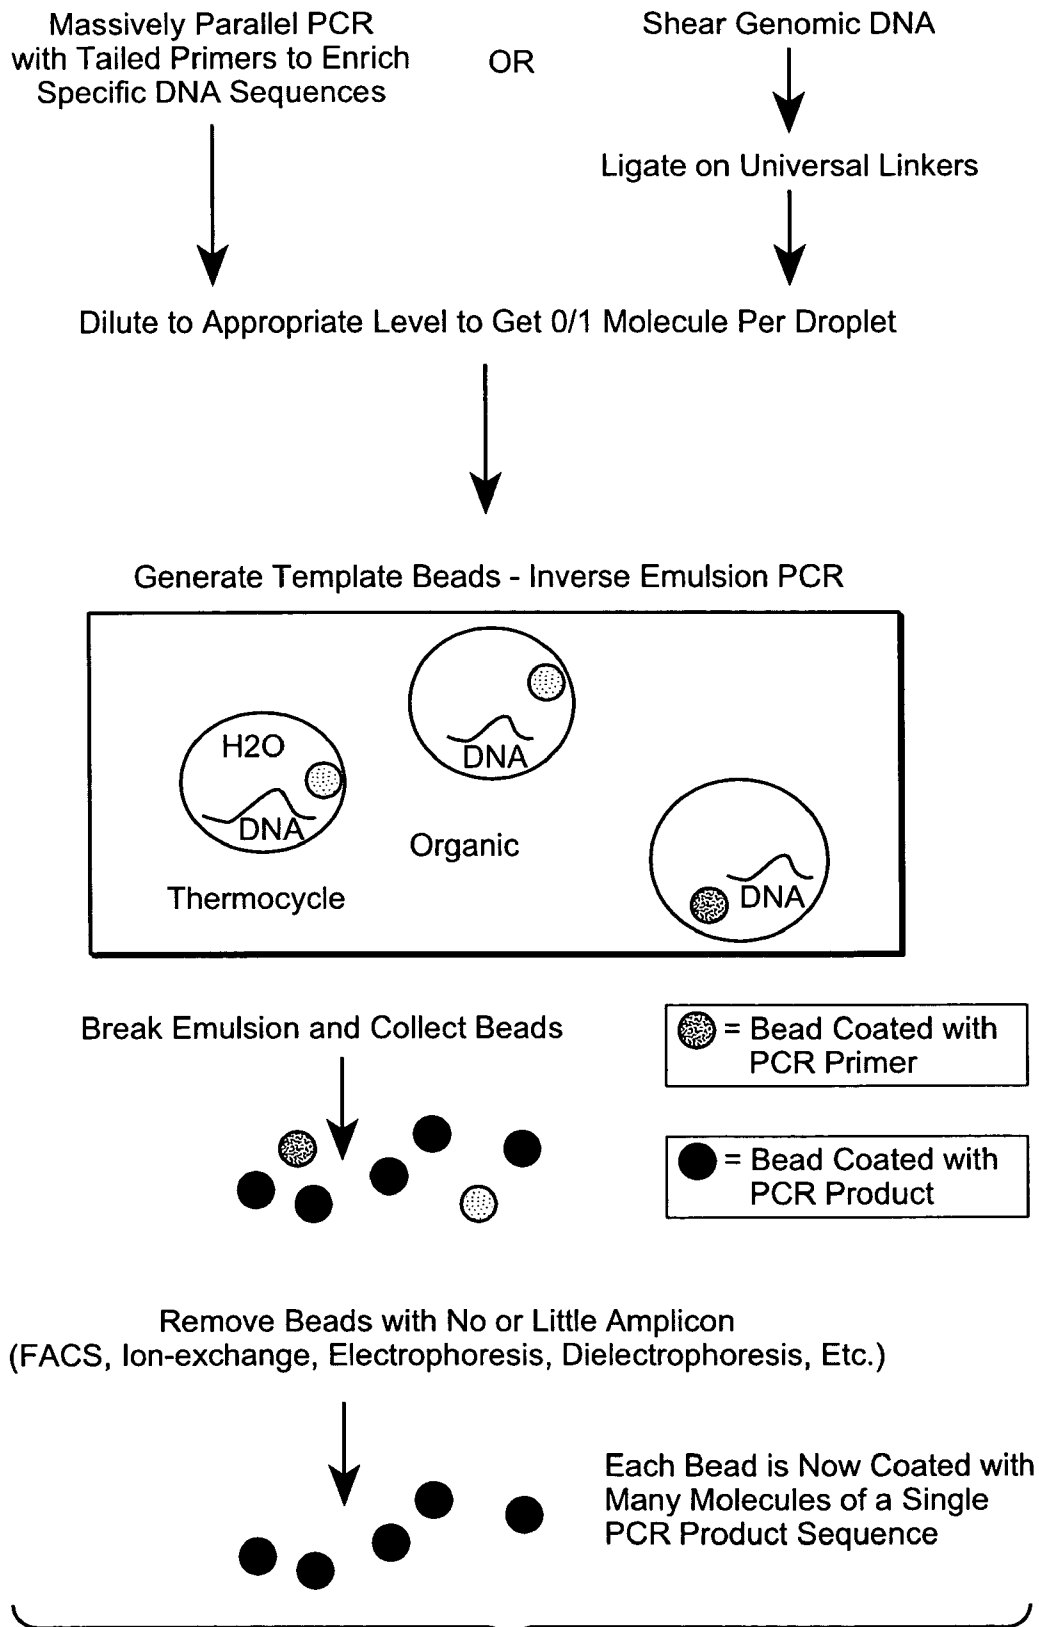 Massively Parallel PCR
with Tailed Primers to Enrich
Specific DNA Sequences
OR
Shear Genomic DNA
Ligate on Universal Linkers
Dilute to Appropriate Level to Get 0/1 Molecule Per Droplet
Generate Template Beads - Inverse Emulsion PCR
H2O
DNA
DNA
Organic
Thermocycle
DNA
Break Emulsion and Collect Beads
= Bead Coated with
PCR Primer
= Bead Coated with
PCR Product
Remove Beads with No or Little Amplicon
(FACS, Ion-exchange, Electrophoresis, Dielectrophoresis, Etc.)
Each Bead is Now Coated with
Many Molecules of a Single
PCR Product Sequence